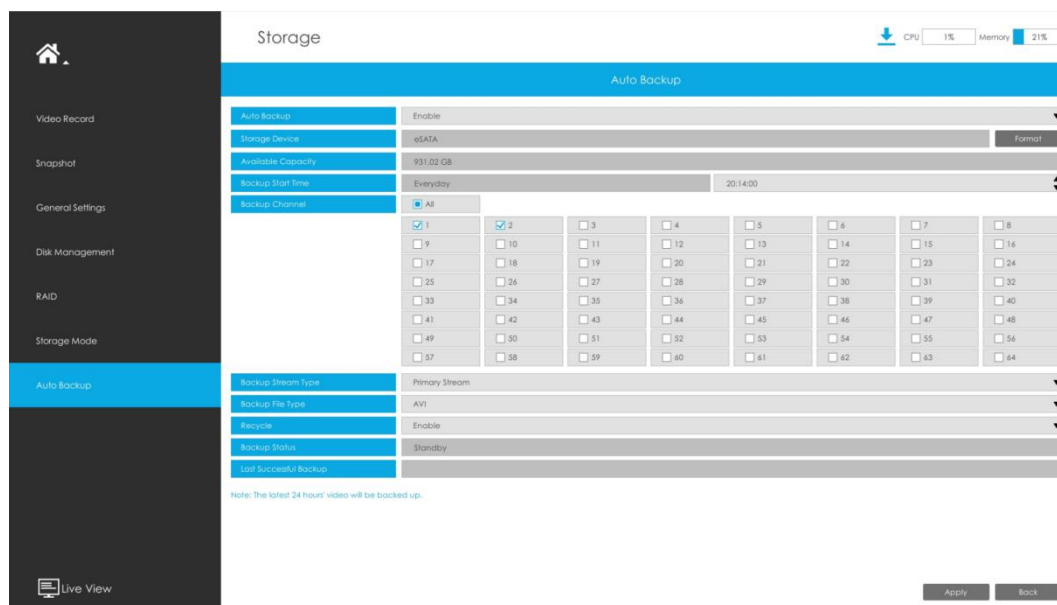 Storage
CPU 1% Memory 21%
Auto Backup
Video Record
Snapshot
General Settings
Disk Management
RAID
Storage Mode
Auto Backup
Live View
Auto Backup Enable
Storage Device eSATA Format
Available Capacity 931.02 GB
Backup Start Time Everyday 20:14:00
Backup Channel All
1 2 3 4 5 6 7 8
9 10 11 12 13 14 15 16
17 18 19 20 21 22 23 24
25 26 27 28 29 30 31 32
33 34 35 36 37 38 39 40
41 42 43 44 45 46 47 48
49 50 51 52 53 54 55 56
57 58 59 60 61 62 63 64
Backup Stream Type Primary Stream
Backup File Type AVI
Recycle Enable
Backup Status Standby
Last Successful Backup
Note: The latest 24 hours' video will be backed up.
Apply Back